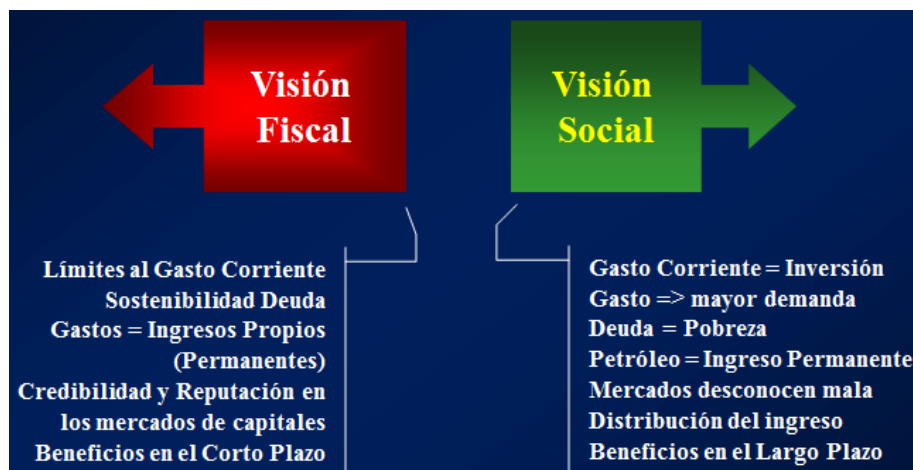 Visión
Fiscal
Visión
Social
Límites al Gasto Corriente
Sostenibilidad Deuda
Gastos = Ingresos Propios
(Permanentes)
Credibilidad y Reputación en
los mercados de capitales
Beneficios en el Corto Plazo
Gasto Corriente = Inversión
Gasto => mayor demanda
Deuda = Pobreza
Petróleo = Ingreso Permanente
Mercados desconocen mala
Distribución del ingreso
Beneficios en el Largo Plazo